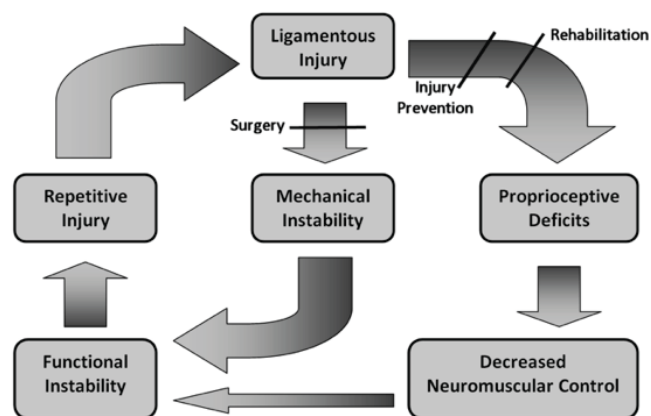 Ligamentous
Injury
Rehabilitation
Injury
Prevention
Surgery
Repetitive
Injury
Mechanical
Instability
Proprioceptive
Deficits
Functional
Instability
Decreased
Neuromuscular Control